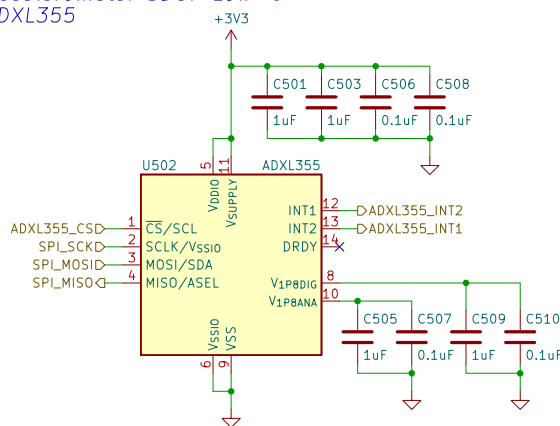 DXL355
+3V3
C501 C503 C506 C508
1uF 1uF 0.1uF 0.1uF
U502 ADXL355
5 11
VDDIO VSUPPLY
ADXL355_CS 1 CS/SCL
SPI_SCK 2 SCLK/VSSIO
SPI_MOSI 3 MOSI/SDA
SPI_MISO 4 MISO/ASEL
INT1 12 ADXL355_INT2
INT2 13 ADXL355_INT1
DRDY 14
V1P8DIG 8
V1P8ANA 10
C505 C507 C509 C510
1uF 0.1uF 1uF 0.1uF
VSSIO VSS
6 9